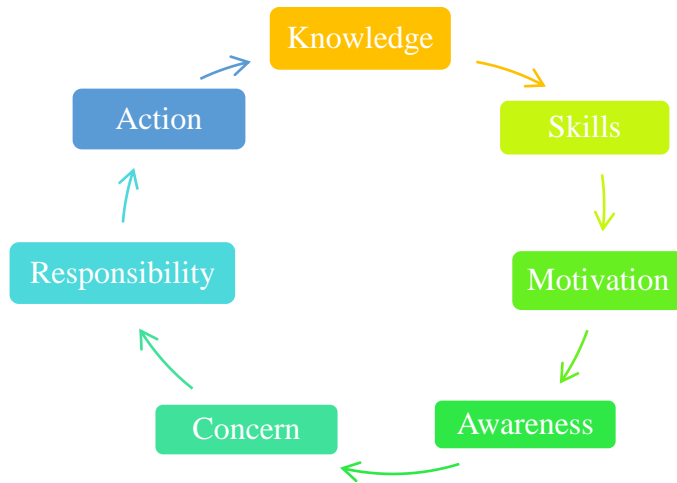 Knowledge
Skills
Motivation
Awareness
Concern
Responsibility
Action